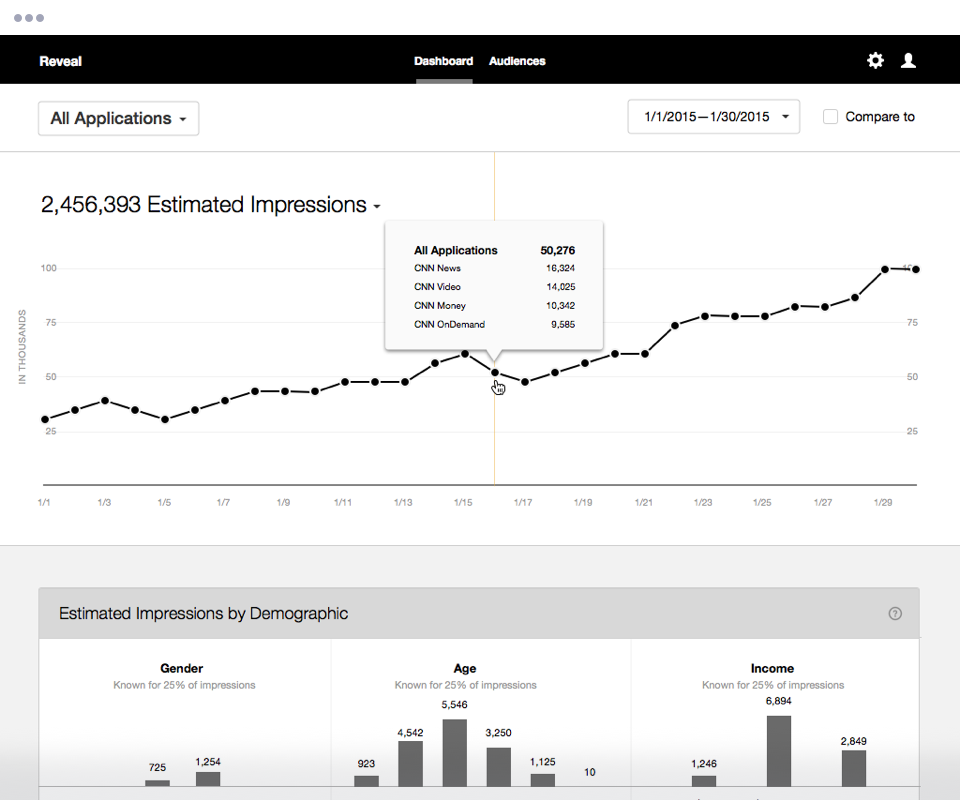 Reveal Dashboard Audiences
All Applications 1/1/2015—1/30/2015 Compare to
2,456,393 Estimated Impressions
All Applications 50,276
CNN News 16,324
CNN Video 14,025
CNN Money 10,342
CNN OnDemand 9,585
IN THOUSANDS
100 100
75 75
50 50
25 25
1/1 1/3 1/5 1/7 1/9 1/11 1/13 1/15 1/17 1/19 1/21 1/23 1/25 1/27 1/29
Estimated Impressions by Demographic ?
Gender
Known for 25% of impressions
725 1,254
Age
Known for 25% of impressions
923 4,542 5,546 3,250 1,125 10
Income
Known for 25% of impressions
1,246 6,894 2,849